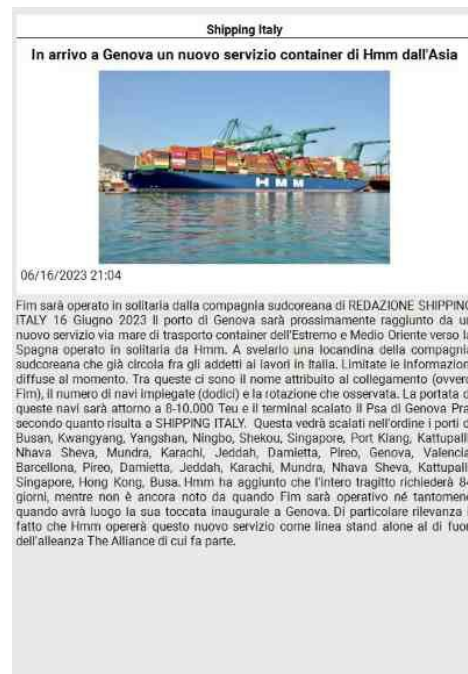 Shipping Italy
In arrivo a Genova un nuovo servizio container di Hmm dall'Asia
HMM
06/16/2023 21:04
Fim sarà operato in solitaria dalla compagnia sudcoreana di REDAZIONE SHIPPING
ITALY 16 Giugno 2023 Il porto di Genova sarà prossimamente raggiunto da un
nuovo servizio via mare di trasporto container dell'Estremo e Medio Oriente verso la
Spagna operato in solitaria da Hmm. A svelarlo una locandina della compagnia
sudcoreana che già circola fra gli addetti ai lavori in Italia. Limitate le informazion
diffuse al momento. Tra queste ci sono il nome attribuito al collegamento (ovvero
Fim), il numero di navi impiegate (dodici) e la rotazione che osservata. La portata d
queste navi sarà attorno a 8-10.000 Teu e il terminal scalato il Psa di Genova Pra
secondo quanto risulta a SHIPPING ITALY. Questa vedrà scalati nell'ordine i porti d
Busan, Kwangyang, Yangshan, Ningbo, Shekou, Singapore, Port Klang, Kattupalli
Nhava Sheva, Mundra, Karachi, Jeddah, Damietta, Pireo, Genova, Valencia
Barcellona, Pireo, Damietta, Jeddah, Karachi, Mundra, Nhava Sheva, Kattupall
Singapore, Hong Kong, Busa. Hmm ha aggiunto che l'intero tragitto richiederà 84
giorni, mentre non è ancora noto da quando Fim sarà operativo né tantomeno
quando avrà luogo la sua toccata inaugurale a Genova. Di particolare rilevanza i
fatto che Hmm opererà questo nuovo servizio come linea stand alone al di fuor
dell'alleanza The Alliance di cui fa parte.